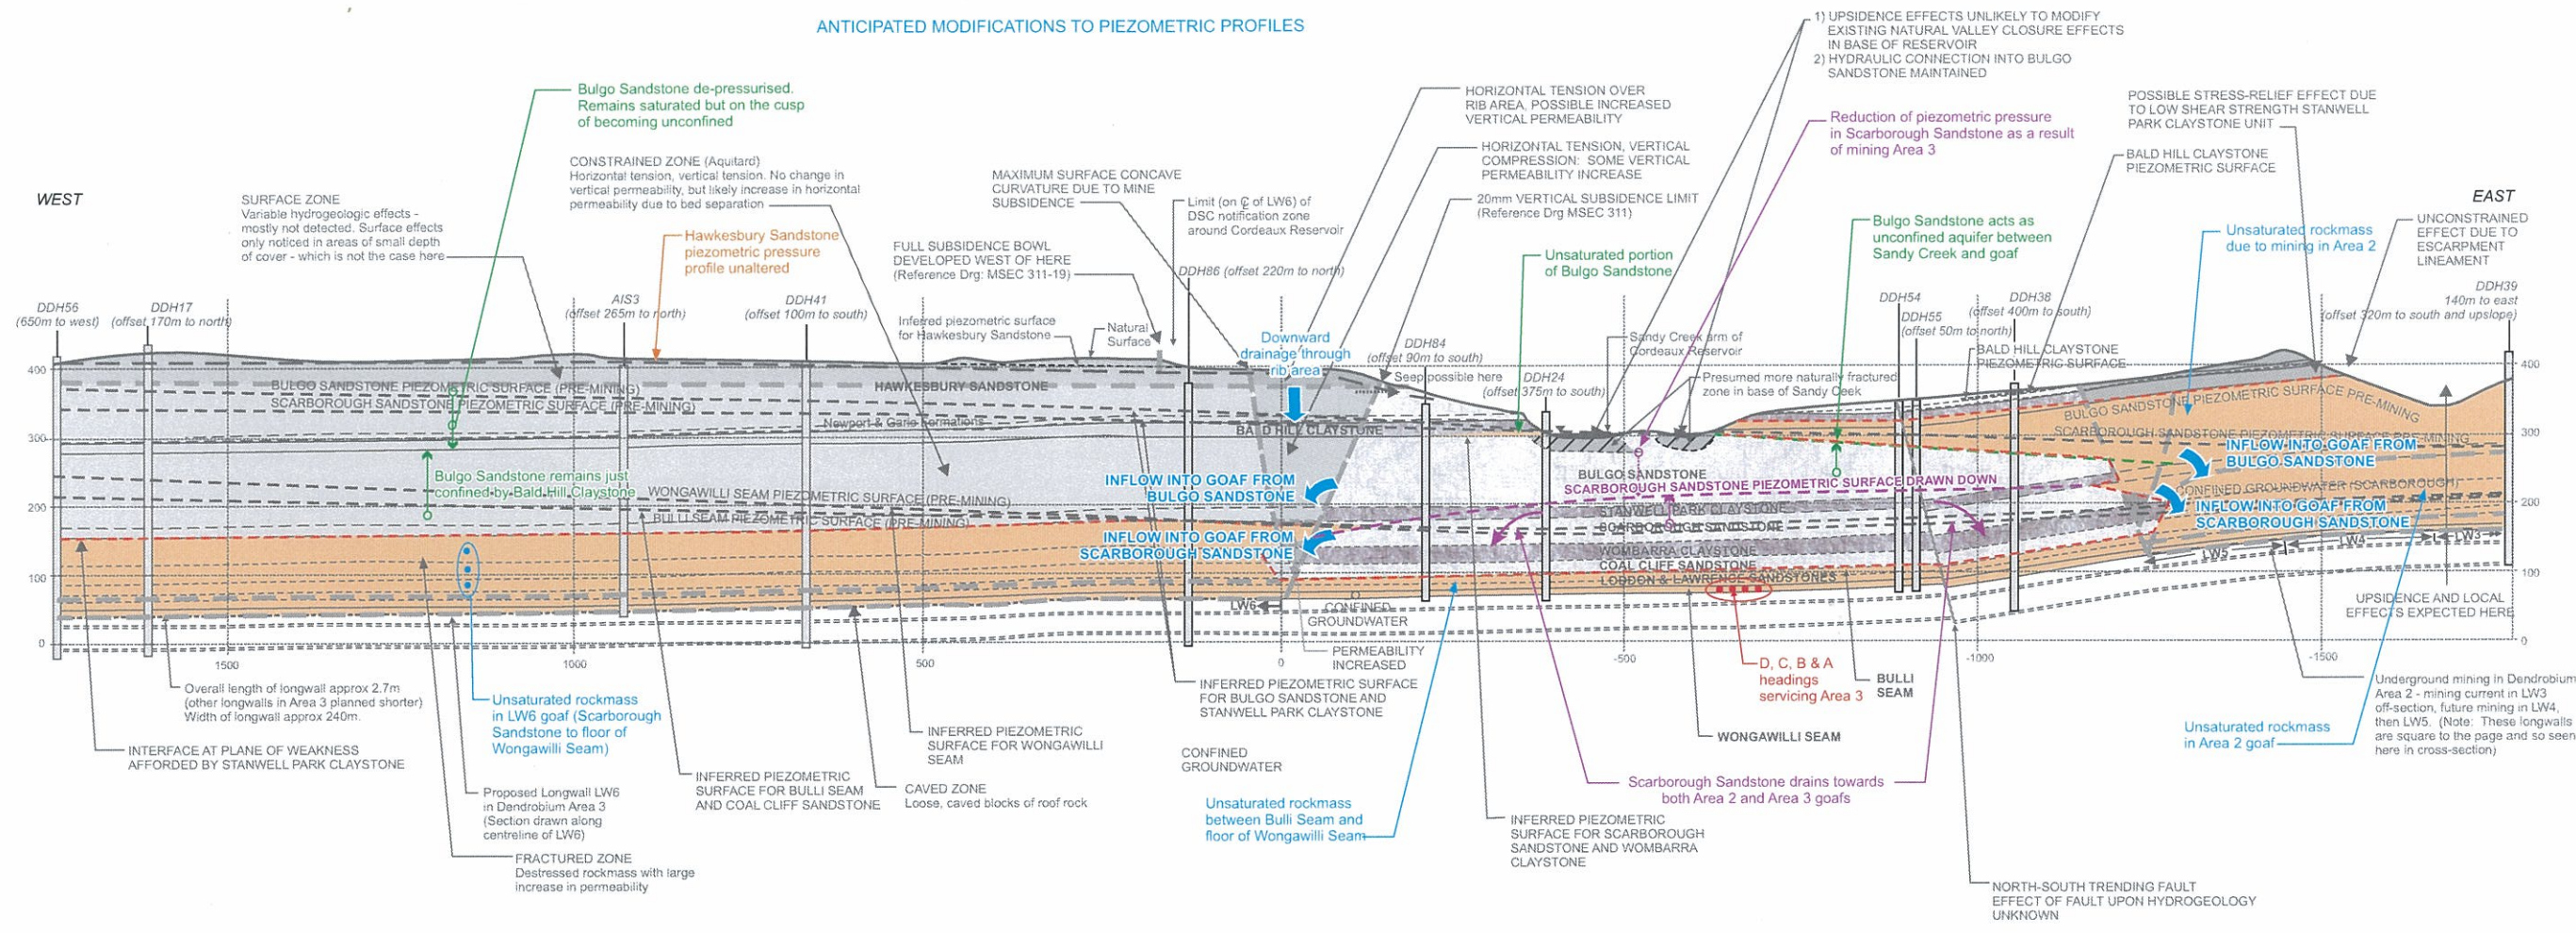 ANTICIPATED MODIFICATIONS TO PIEZOMETRIC PROFILES
1) UPSIDENCE EFFECTS UNLIKELY TO MODIFY
EXISTING NATURAL VALLEY CLOSURE EFFECTS
IN BASE OF RESERVOIR
2) HYDRAULIC CONNECTION INTO BULGO
SANDSTONE MAINTAINED
Bulgo Sandstone de-pressurised.
Remains saturated but on the cusp
of becoming unconfined
HORIZONTAL TENSION OVER
RIB AREA, POSSIBLE INCREASED
VERTICAL PERMEABILITY
Reduction of piezometric pressure
in Scarborough Sandstone as a result
of mining Area 3
POSSIBLE STRESS-RELIEF EFFECT DUE
TO LOW SHEAR STRENGTH STANWELL
PARK CLAYSTONE UNIT
HORIZONTAL TENSION, VERTICAL
COMPRESSION: SOME VERTICAL
PERMEABILITY INCREASE
BALD HILL CLAYSTONE
PIEZOMETRIC SURFACE
CONSTRAINED ZONE (Aquitard)
Horizontal tension, vertical tension. No change in
vertical permeability, but likely increase in horizontal
permeability due to bed separation
MAXIMUM SURFACE CONCAVE
CURVATURE DUE TO MINE
SUBSIDENCE
WEST
EAST
SURFACE ZONE
Variable hydrogeologic effects -
mostly not detected. Surface effects
only noticed in areas of small depth
of cover - which is not the case here
Limit (on ℄ of LW6) of
DSC notification zone
around Cordeaux Reservoir
20mm VERTICAL SUBSIDENCE LIMIT
(Reference Drg MSEC 311)
Hawkesbury Sandstone
piezometric pressure
profile unaltered
FULL SUBSIDENCE BOWL
DEVELOPED WEST OF HERE
(Reference Drg: MSEC 311-19)
Unsaturated portion
of Bulgo Sandstone
Bulgo Sandstone acts as
unconfined aquifer between
Sandy Creek and goaf
Unsaturated rockmass
due to mining in Area 2
UNCONSTRAINED
EFFECT DUE TO
ESCARPMENT
LINEAMENT
DDH56
(650m to west)
DDH17
(offset 170m to north)
AIS3
(offset 265m to north)
DDH41
(offset 100m to south)
DDH86 (offset 220m to north)
DDH84
(offset 90m to south)
DDH24
(offset 375m to south)
DDH54
DDH55
(offset 50m to north)
DDH38
(offset 400m to south)
DDH39
140m to east
(offset 320m to south and upslope)
Inferred piezometric surface
for Hawkesbury Sandstone
Natural
Surface
Downward
drainage through
rib area
Seep possible here
Sandy Creek arm of
Cordeaux Reservoir
Presumed more naturally fractured
zone in base of Sandy Creek
BALD HILL CLAYSTONE
PIEZOMETRIC SURFACE
400
300
200
100
0
400
300
200
100
0
BULGO SANDSTONE PIEZOMETRIC SURFACE (PRE-MINING)
SCARBOROUGH SANDSTONE PIEZOMETRIC SURFACE (PRE-MINING)
HAWKESBURY SANDSTONE
Newport & Garie Formations
BALD HILL CLAYSTONE
BULGO SANDSTONE PIEZOMETRIC SURFACE PRE-MINING
SCARBOROUGH SANDSTONE PIEZOMETRIC SURFACE PRE-MINING
Bulgo Sandstone remains just
confined by Bald Hill Claystone
WONGAWILLI SEAM PIEZOMETRIC SURFACE (PRE-MINING)
BULLI SEAM PIEZOMETRIC SURFACE (PRE-MINING)
INFLOW INTO GOAF FROM
BULGO SANDSTONE
INFLOW INTO GOAF FROM
SCARBOROUGH SANDSTONE
BULGO SANDSTONE
SCARBOROUGH SANDSTONE PIEZOMETRIC SURFACE DRAWN DOWN
STANWELL PARK CLAYSTONE
SCARBOROUGH SANDSTONE
WOMBARRA CLAYSTONE
COAL CLIFF SANDSTONE
LODDON & LAWRENCE SANDSTONES
INFLOW INTO GOAF FROM
BULGO SANDSTONE
CONFINED GROUNDWATER (SCARBOROUGH)
INFLOW INTO GOAF FROM
SCARBOROUGH SANDSTONE
LW5
LW4
LW3
LW6
CONFINED
GROUNDWATER
UPSIDENCE AND LOCAL
EFFECTS EXPECTED HERE
1500
1000
500
0
-500
-1000
-1500
PERMEABILITY
INCREASED
Overall length of longwall approx 2.7m
(other longwalls in Area 3 planned shorter)
Width of longwall approx 240m.
Unsaturated rockmass
in LW6 goaf (Scarborough
Sandstone to floor of
Wongawilli Seam)
INFERRED PIEZOMETRIC SURFACE
FOR BULGO SANDSTONE AND
STANWELL PARK CLAYSTONE
D, C, B & A
headings
servicing Area 3
BULLI
SEAM
Underground mining in Dendrobium
Area 2 - mining current in LW3
off-section, future mining in LW4,
then LW5. (Note: These longwalls
are square to the page and so seen
here in cross-section)
INTERFACE AT PLANE OF WEAKNESS
AFFORDED BY STANWELL PARK CLAYSTONE
INFERRED PIEZOMETRIC
SURFACE FOR WONGAWILLI
SEAM
WONGAWILLI SEAM
Unsaturated rockmass
in Area 2 goaf
CONFINED
GROUNDWATER
Proposed Longwall LW6
in Dendrobium Area 3
(Section drawn along
centreline of LW6)
INFERRED PIEZOMETRIC
SURFACE FOR BULLI SEAM
AND COAL CLIFF SANDSTONE
CAVED ZONE
Loose, caved blocks of roof rock
Unsaturated rockmass
between Bulli Seam and
floor of Wongawilli Seam
Scarborough Sandstone drains towards
both Area 2 and Area 3 goafs
INFERRED PIEZOMETRIC
SURFACE FOR SCARBOROUGH
SANDSTONE AND WOMBARRA
CLAYSTONE
FRACTURED ZONE
Destressed rockmass with large
increase in permeability
NORTH-SOUTH TRENDING FAULT
EFFECT OF FAULT UPON HYDROGEOLOGY
UNKNOWN